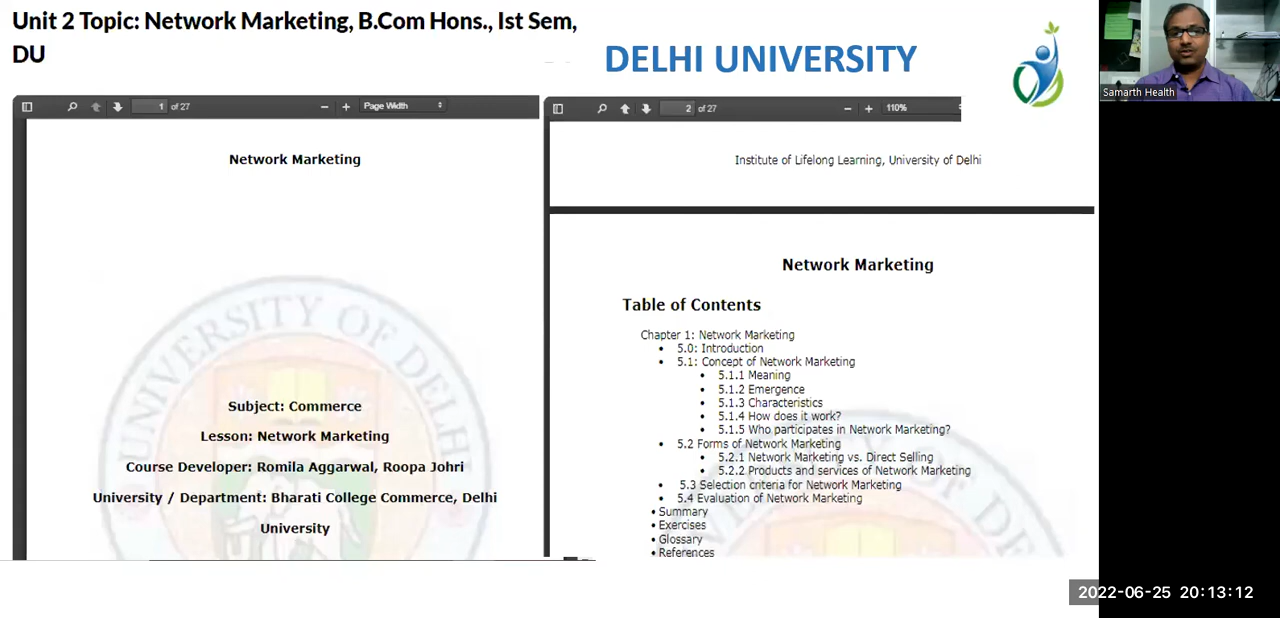 Unit 2 Topic: Network Marketing, B.Com Hons., Ist Sem,
DU
DELHI UNIVERSITY
Samarth Health
1 of 27
Page Width
Network Marketing
UNIVERSITY OF DELHI
Subject: Commerce
Lesson: Network Marketing
Course Developer: Romila Aggarwal, Roopa Johri
University / Department: Bharati College Commerce, Delhi
University
2 of 27
110%
Institute of Lifelong Learning, University of Delhi
Network Marketing
Table of Contents
Chapter 1: Network Marketing
• 5.0: Introduction
• 5.1: Concept of Network Marketing
• 5.1.1 Meaning
• 5.1.2 Emergence
• 5.1.3 Characteristics
• 5.1.4 How does it work?
• 5.1.5 Who participates in Network Marketing?
• 5.2 Forms of Network Marketing
• 5.2.1 Network Marketing vs. Direct Selling
• 5.2.2 Products and services of Network Marketing
• 5.3 Selection criteria for Network Marketing
• 5.4 Evaluation of Network Marketing
• Summary
• Exercises
• Glossary
• References
2022-06-25 20:13:12